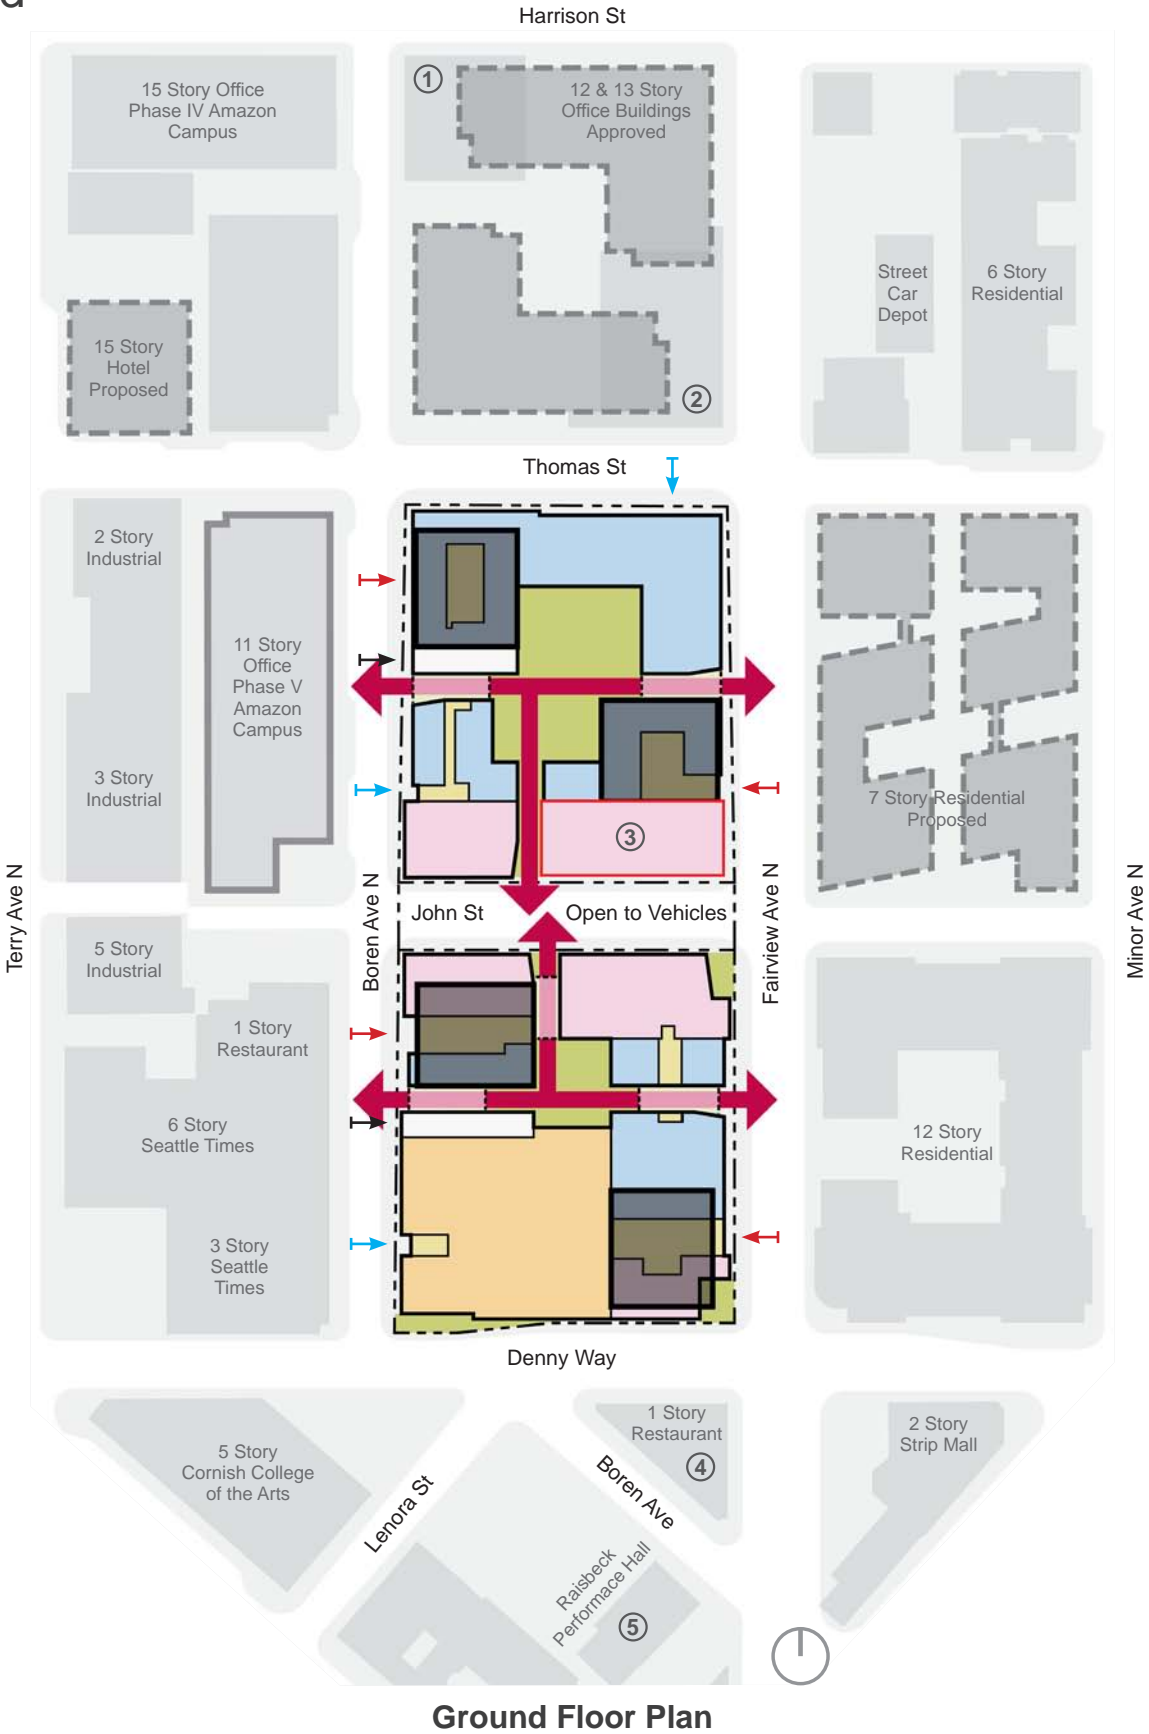 Harrison St
1
15 Story Office
Phase IV Amazon
Campus
12 & 13 Story
Office Buildings
Approved
Street
Car
Depot
6 Story
Residential
15 Story
Hotel
Proposed
2
Thomas St
2 Story
Industrial
11 Story
Office
Phase V
Amazon
Campus
3 Story
Industrial
7 Story Residential
Proposed
3
Terry Ave N
Boren Ave N
John St
Open to Vehicles
Fairview Ave N
Minor Ave N
5 Story
Industrial
1 Story
Restaurant
6 Story
Seattle Times
12 Story
Residential
3 Story
Seattle
Times
Denny Way
5 Story
Cornish College
of the Arts
Lenora St
1 Story
Restaurant
4
Boren Ave
2 Story
Strip Mall
Raisbeck
Performace Hall
5
Ground Floor Plan